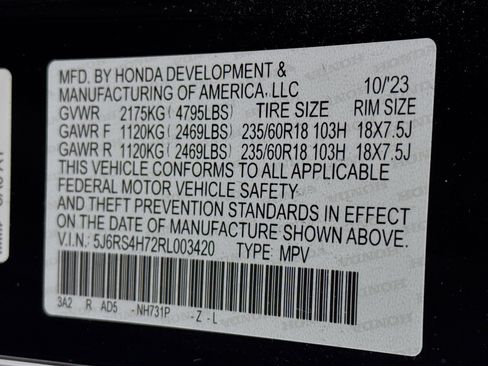 MFD. BY HONDA DEVELOPMENT &
MANUFACTURING OF AMERICA, LLC 10/'23
GVWR 2175KG( 4795LBS) TIRE SIZE RIM SIZE
GAWR F 1120KG( 2469LBS) 235/60R18 103H 18X7.5J
GAWR R 1120KG( 2469LBS) 235/60R18 103H 18X7.5J
THIS VEHICLE CONFORMS TO ALL APPLICABLE
FEDERAL MOTOR VEHICLE SAFETY
AND THEFT PREVENTION STANDARDS IN EFFECT
ON THE DATE OF MANUFACTURE SHOWN ABOVE.
V.I.N.: 5J6RS4H72RL003420 TYPE: MPV
3A2 R AD5 -NH731P -Z-L